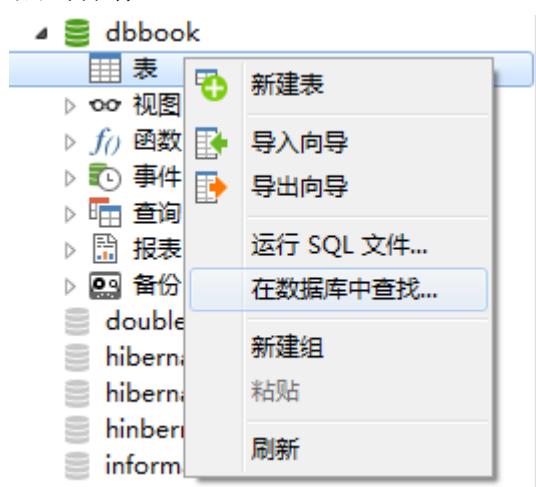 dbbook
表
视图
函数
事件
查询
报表
备份
double
hiberna
hiberna
hinber
inform
新建表
导入向导
导出向导
运行 SQL 文件...
在数据库中查找...
新建组
粘贴
刷新